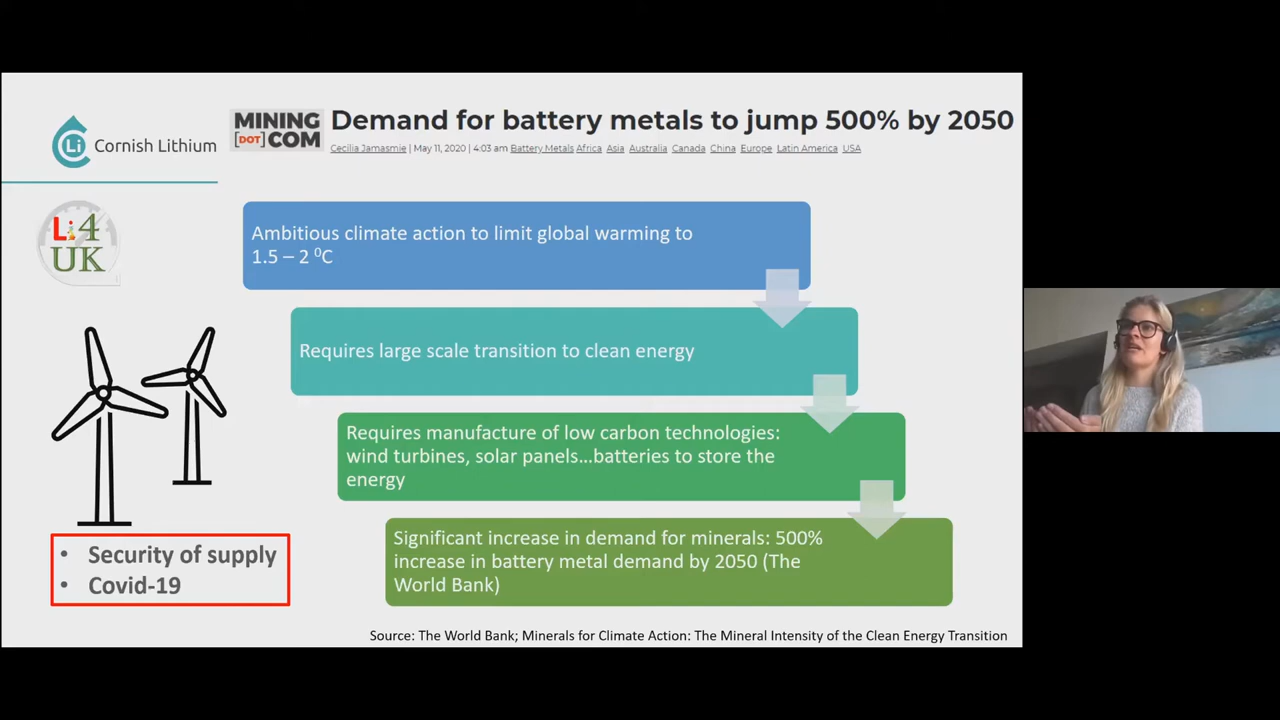 Li
Cornish Lithium
MINING
[DOT]COM
Demand for battery metals to jump 500% by 2050
Cecilia Jamasmie | May 11, 2020 | 4:03 am Battery Metals Africa Asia Australia Canada China Europe Latin America USA
Li4
UK
Ambitious climate action to limit global warming to
1.5 – 2 ⁰C
Requires large scale transition to clean energy
Requires manufacture of low carbon technologies:
wind turbines, solar panels...batteries to store the
energy
Significant increase in demand for minerals: 500%
increase in battery metal demand by 2050 (The
World Bank)
• Security of supply
• Covid-19
Source: The World Bank; Minerals for Climate Action: The Mineral Intensity of the Clean Energy Transition